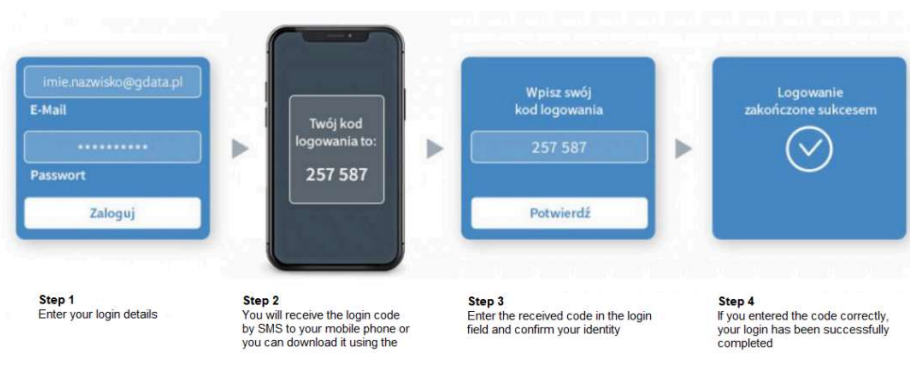 imie.nazwisko@gdata.pl
E-Mail
**********
Passwort
Zaloguj
Twój kod
logowania to:
257 587
Wpisz swój
kod logowania
257 587
Potwierdź
Logowanie
zakończone sukcesem
Step 1
Enter your login details
Step 2
You will receive the login code
by SMS to your mobile phone or
you can download it using the
Step 3
Enter the received code in the login
field and confirm your identity
Step 4
If you entered the code correctly,
your login has been successfully
completed